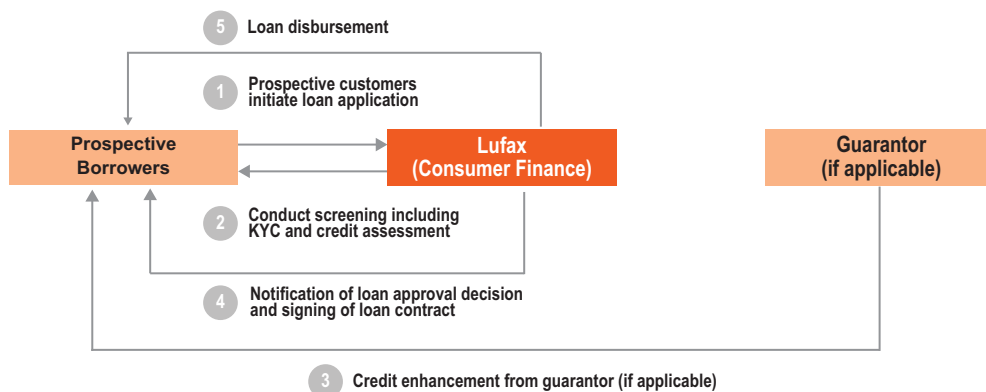 5 Loan disbursement
1 Prospective customers
initiate loan application
Prospective
Borrowers
Lufax
(Consumer Finance)
Guarantor
(if applicable)
2 Conduct screening including
KYC and credit assessment
4 Notification of loan approval decision
and signing of loan contract
3 Credit enhancement from guarantor (if applicable)